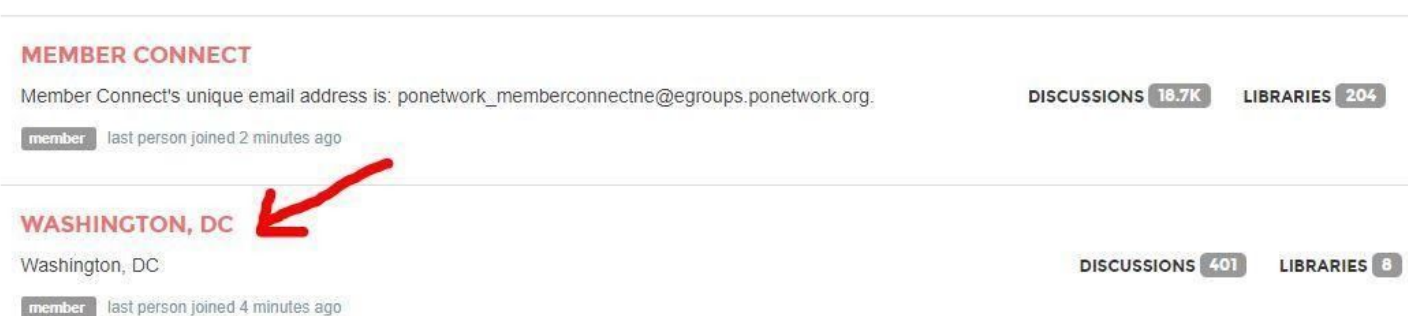 MEMBER CONNECT
Member Connect's unique email address is: ponetwork_memberconnectne@egroups.ponetwork.org.
DISCUSSIONS 18.7K LIBRARIES 204
member last person joined 2 minutes ago
WASHINGTON, DC
Washington, DC
DISCUSSIONS 401 LIBRARIES 8
member last person joined 4 minutes ago